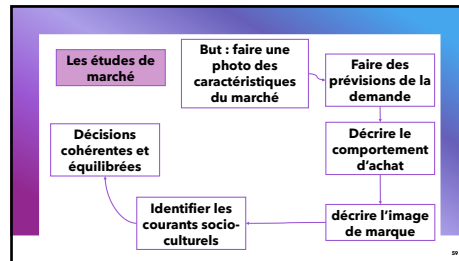 Les études de
marché
But : faire une
photo des
caractéristiques
du marché
Faire des
prévisions de la
demande
Décrire le
comportement
d'achat
décrire l'image
de marque
Identifier les
courants socio-
culturels
Décisions
cohérentes et
équilibrées
59